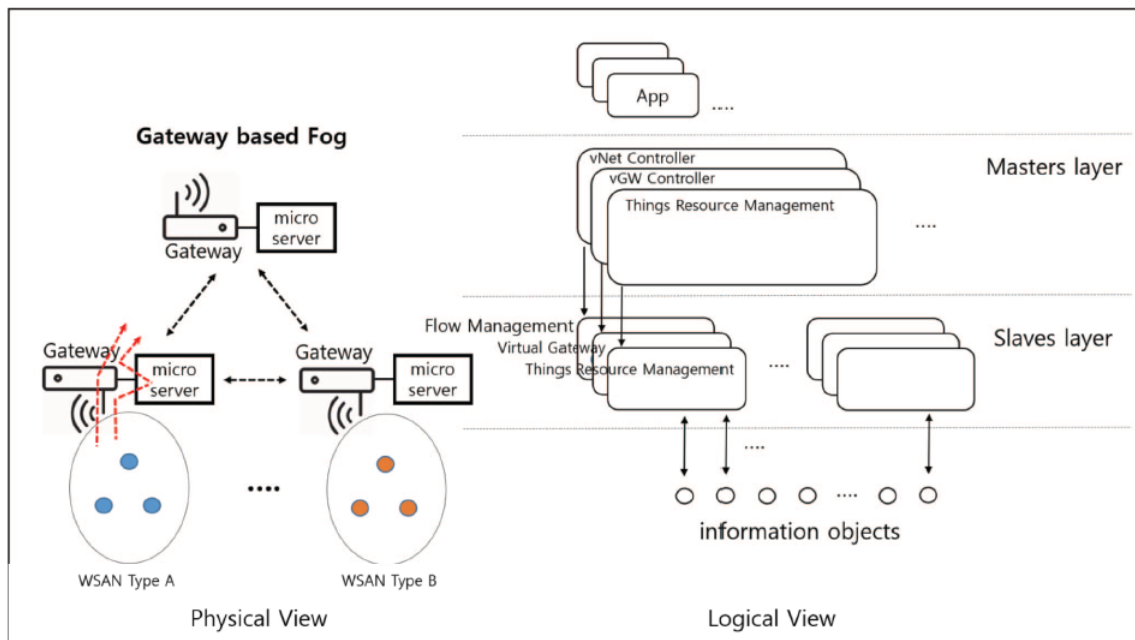 Gateway based Fog
micro
server
Gateway
Gateway
micro
server
Gateway
micro
server
....
WSAN Type A
WSAN Type B
Physical View
App
....
vNet Controller
vGW Controller
Things Resource Management
....
Masters layer
Flow Management
Virtual Gateway
Things Resource Management
....
Slaves layer
....
....
information objects
Logical View